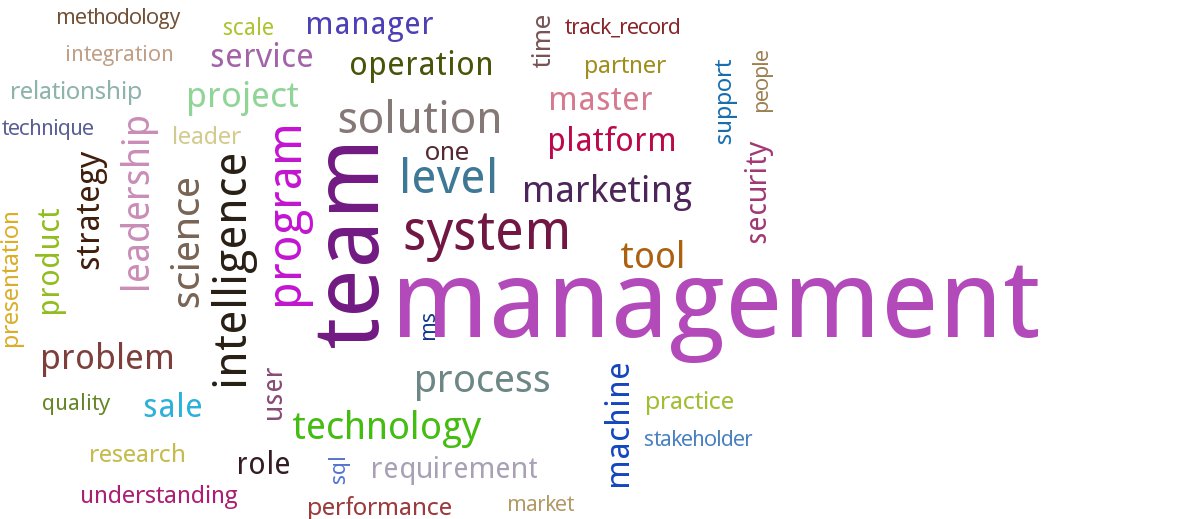 methodology
scale
manager
time
track_record
integration
service
operation
partner
support
people
relationship
project
solution
master
technique
leader
one
platform
strategy
leadership
science
intelligence
program
team
level
marketing
security
presentation
product
system
tool
management
ms
problem
process
machine
quality
sale
user
technology
practice
stakeholder
research
role
sql
requirement
understanding
performance
market